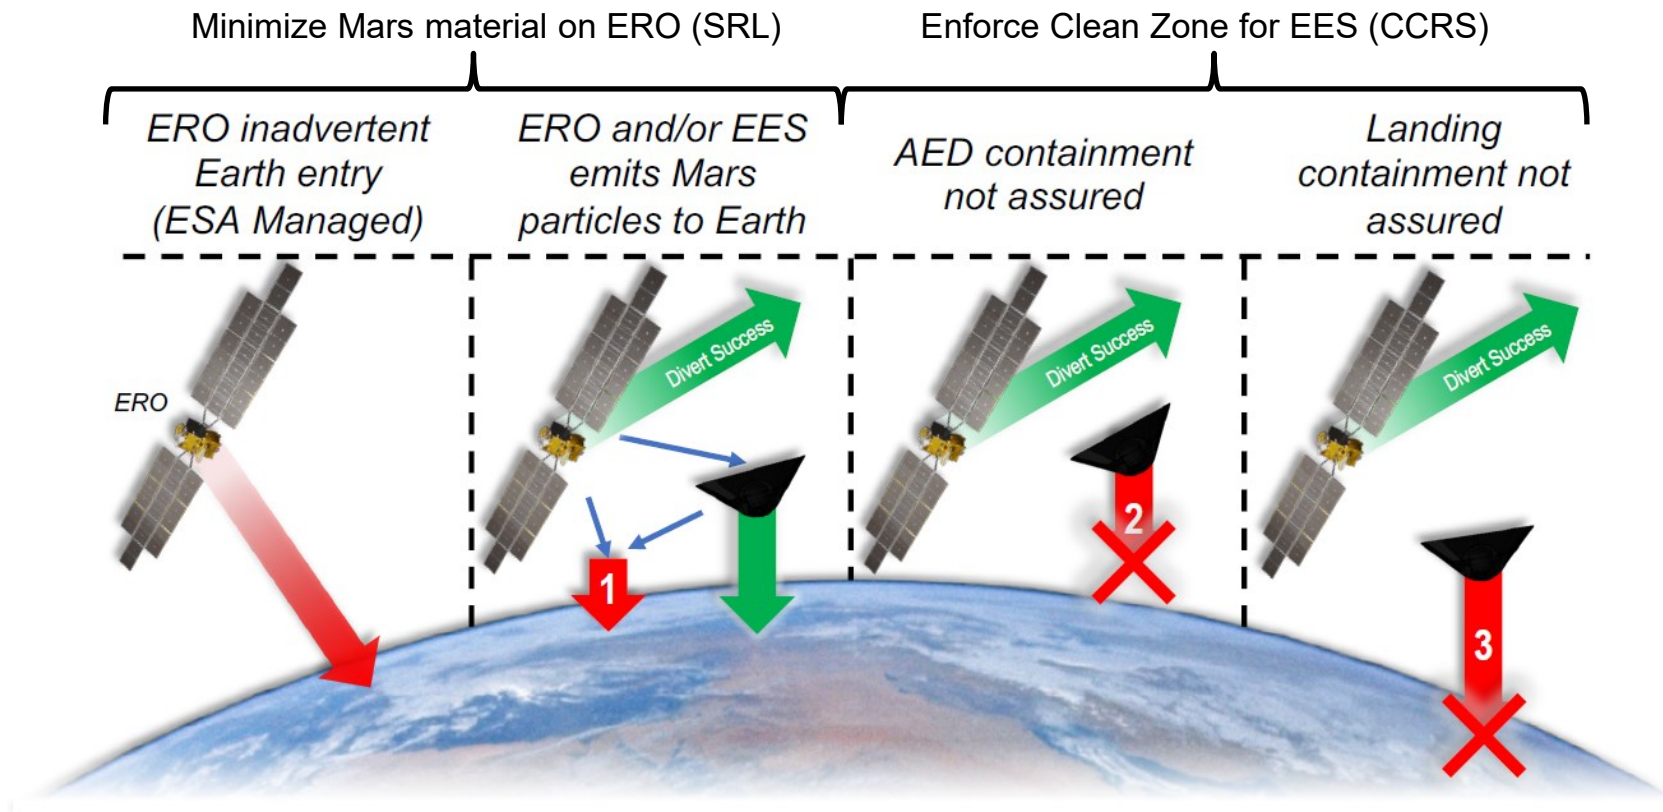 Minimize Mars material on ERO (SRL)
Enforce Clean Zone for EES (CCRS)
ERO inadvertent
Earth entry
(ESA Managed)
ERO and/or EES
emits Mars
particles to Earth
AED containment
not assured
Landing
containment not
assured
ERO
Divert Success
1
Divert Success
2
Divert Success
3